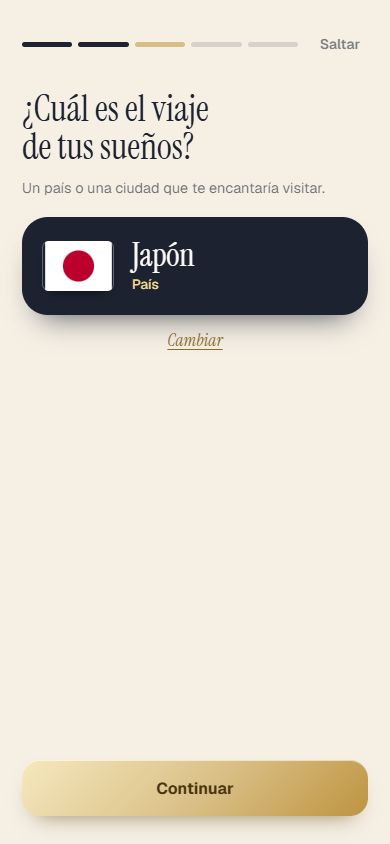 Saltar
¿Cuál es el viaje
de tus sueños?
Un país o una ciudad que te encantaría visitar.
Japón
País
Cambiar
Continuar